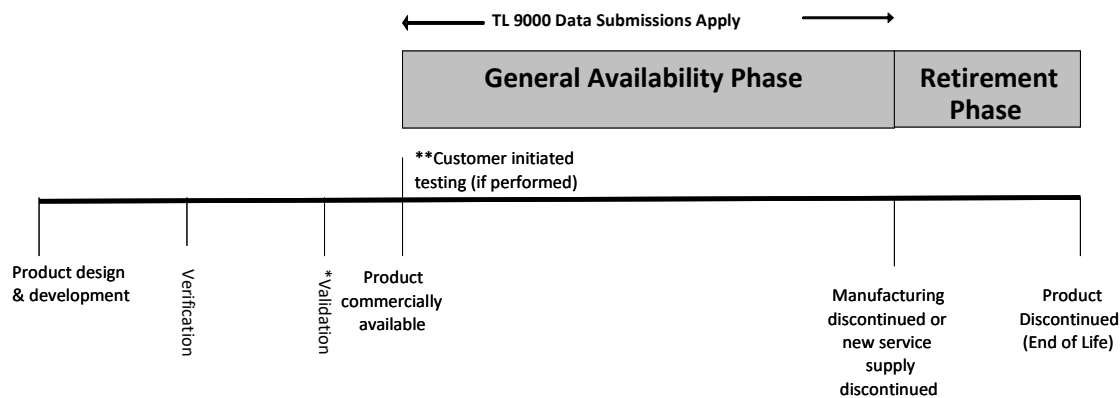 TL 9000 Data Submissions Apply
General Availability Phase
Retirement
Phase
**Customer initiated
testing (if performed)
Product design
& development
Verification
*Validation
Product
commercially
available
Manufacturing
discontinued or
new service
supply
discontinued
Product
Discontinued
(End of Life)